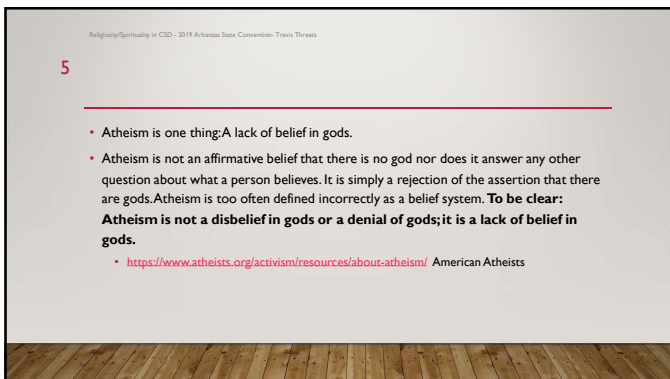 Religiosity/Spirituality in CSD - 2019 Arkansas State Convention- Travis Threats
5
• Atheism is one thing:A lack of belief in gods.
• Atheism is not an affirmative belief that there is no god nor does it answer any other
question about what a person believes. It is simply a rejection of the assertion that there
are gods.Atheism is too often defined incorrectly as a belief system. To be clear:
Atheism is not a disbelief in gods or a denial of gods;it is a lack of belief in
gods.
• https://www.atheists.org/activism/resources/about-atheism/ American Atheists